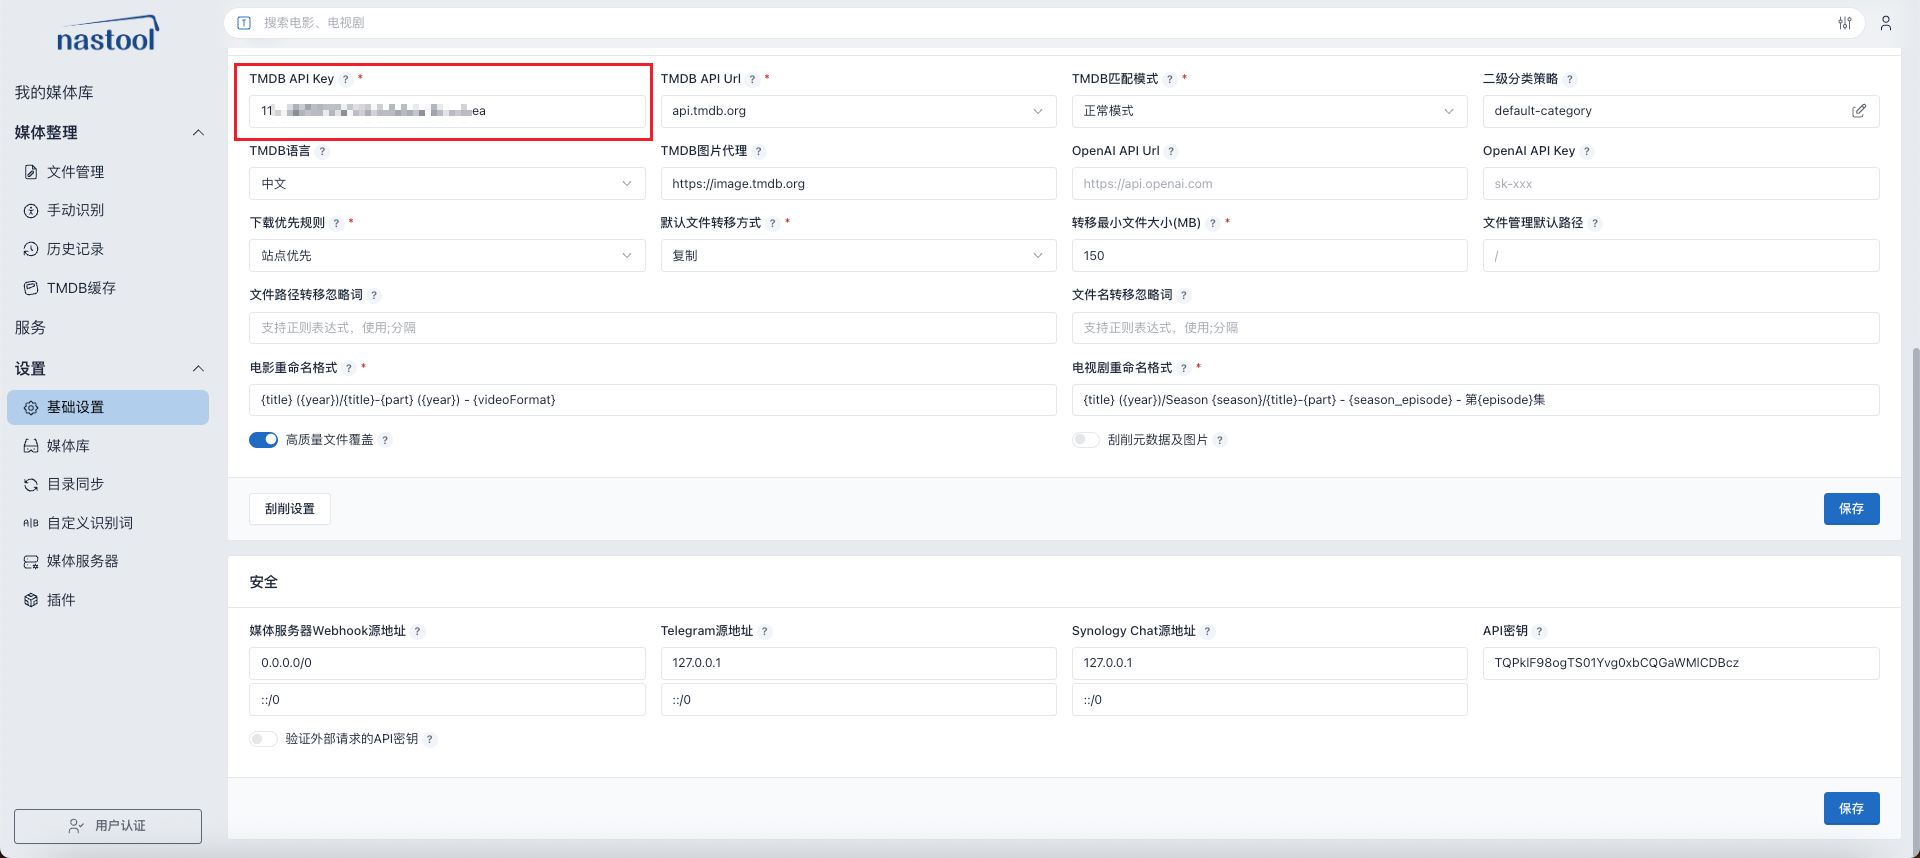 nastool
搜索电影、电视剧
我的媒体库
媒体整理
文件管理
手动识别
历史记录
TMDB缓存
服务
设置
基础设置
媒体库
目录同步
A|B 自定义识别词
媒体服务器
插件
用户认证
TMDB API Key ? *
TMDB API Url ? *
TMDB匹配模式 ? *
二级分类策略 ?
api.tmdb.org
正常模式
default-category
TMDB语言 ?
TMDB图片代理 ?
OpenAI API Url ?
OpenAI API Key ?
中文
https://image.tmdb.org
https://api.openai.com
sk-xxx
下载优先规则 ? *
默认文件转移方式 ? *
转移最小文件大小(MB) ? *
文件管理默认路径 ?
站点优先
复制
150
/
文件路径转移忽略词 ?
文件名转移忽略词 ?
支持正则表达式，使用;分隔
支持正则表达式，使用;分隔
电影重命名格式 ? *
电视剧重命名格式 ? *
{title} ({year})/{title}-{part} ({year}) - {videoFormat}
{title} ({year})/Season {season}/{title}-{part} - {season_episode} - 第{episode}集
高质量文件覆盖 ?
刮削元数据及图片 ?
刮削设置
保存
安全
媒体服务器Webhook源地址 ?
Telegram源地址 ?
Synology Chat源地址 ?
API密钥 ?
0.0.0.0/0
127.0.0.1
127.0.0.1
TQPklF98ogTS01Yvg0xbCQGaWMlCDBcz
::/0
::/0
::/0
验证外部请求的API密钥 ?
保存